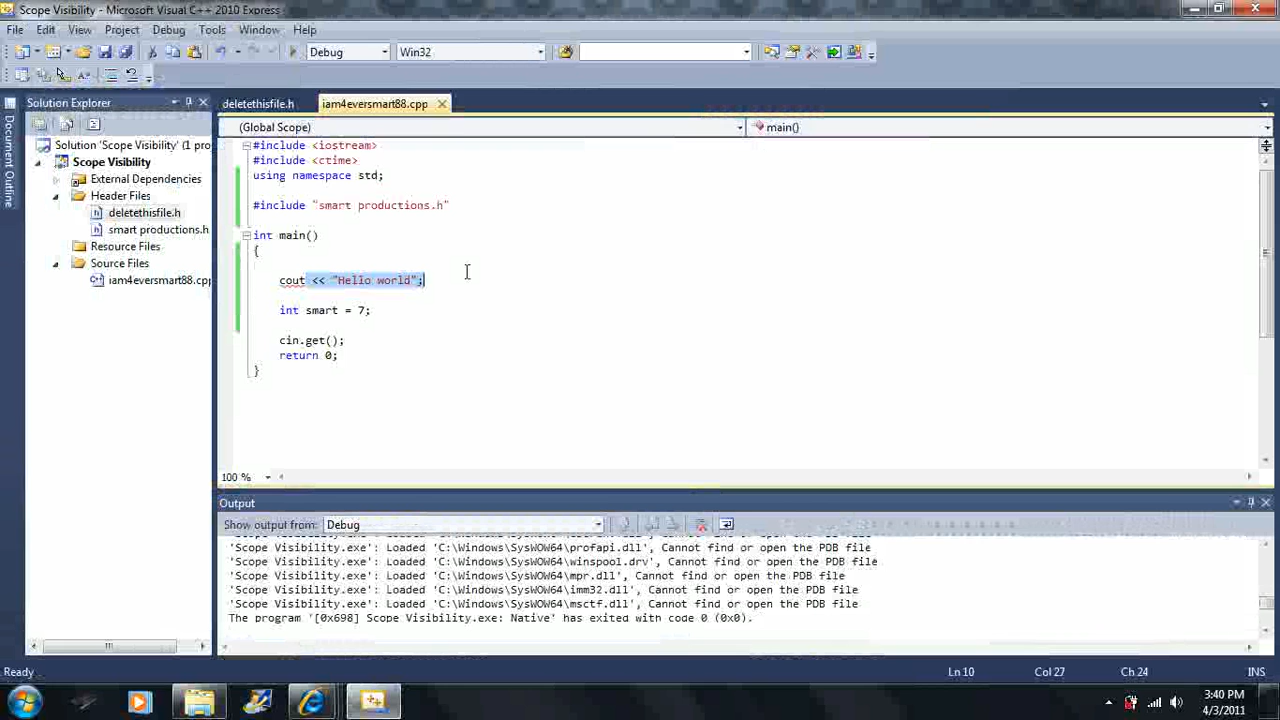 Scope Visibility - Microsoft Visual C++ 2010 Express
File Edit View Project Debug Tools Window Help
Debug Win32
Solution Explorer
deletethisfile.h iam4eversmart88.cpp
Document Outline
(Global Scope) main()
Solution 'Scope Visibility' (1 pro
Scope Visibility
External Dependencies
Header Files
deletethisfile.h
smart productions.h
Resource Files
Source Files
iam4eversmart88.cpp
#include <iostream>
#include <ctime>
using namespace std;
#include "smart productions.h"
int main()
{
cout << "Hello world";
int smart = 7;
cin.get();
return 0;
}
100 %
Output
Show output from: Debug
'Scope Visibility.exe': Loaded 'C:\Windows\SysWOW64\profapi.dll', Cannot find or open the PDB file
'Scope Visibility.exe': Loaded 'C:\Windows\SysWOW64\winspool.drv', Cannot find or open the PDB file
'Scope Visibility.exe': Loaded 'C:\Windows\SysWOW64\mpr.dll', Cannot find or open the PDB file
'Scope Visibility.exe': Loaded 'C:\Windows\SysWOW64\imm32.dll', Cannot find or open the PDB file
'Scope Visibility.exe': Loaded 'C:\Windows\SysWOW64\msctf.dll', Cannot find or open the PDB file
The program '[0x698] Scope Visibility.exe: Native' has exited with code 0 (0x0).
Ready Ln 10 Col 27 Ch 24 INS
3:40 PM
4/3/2011